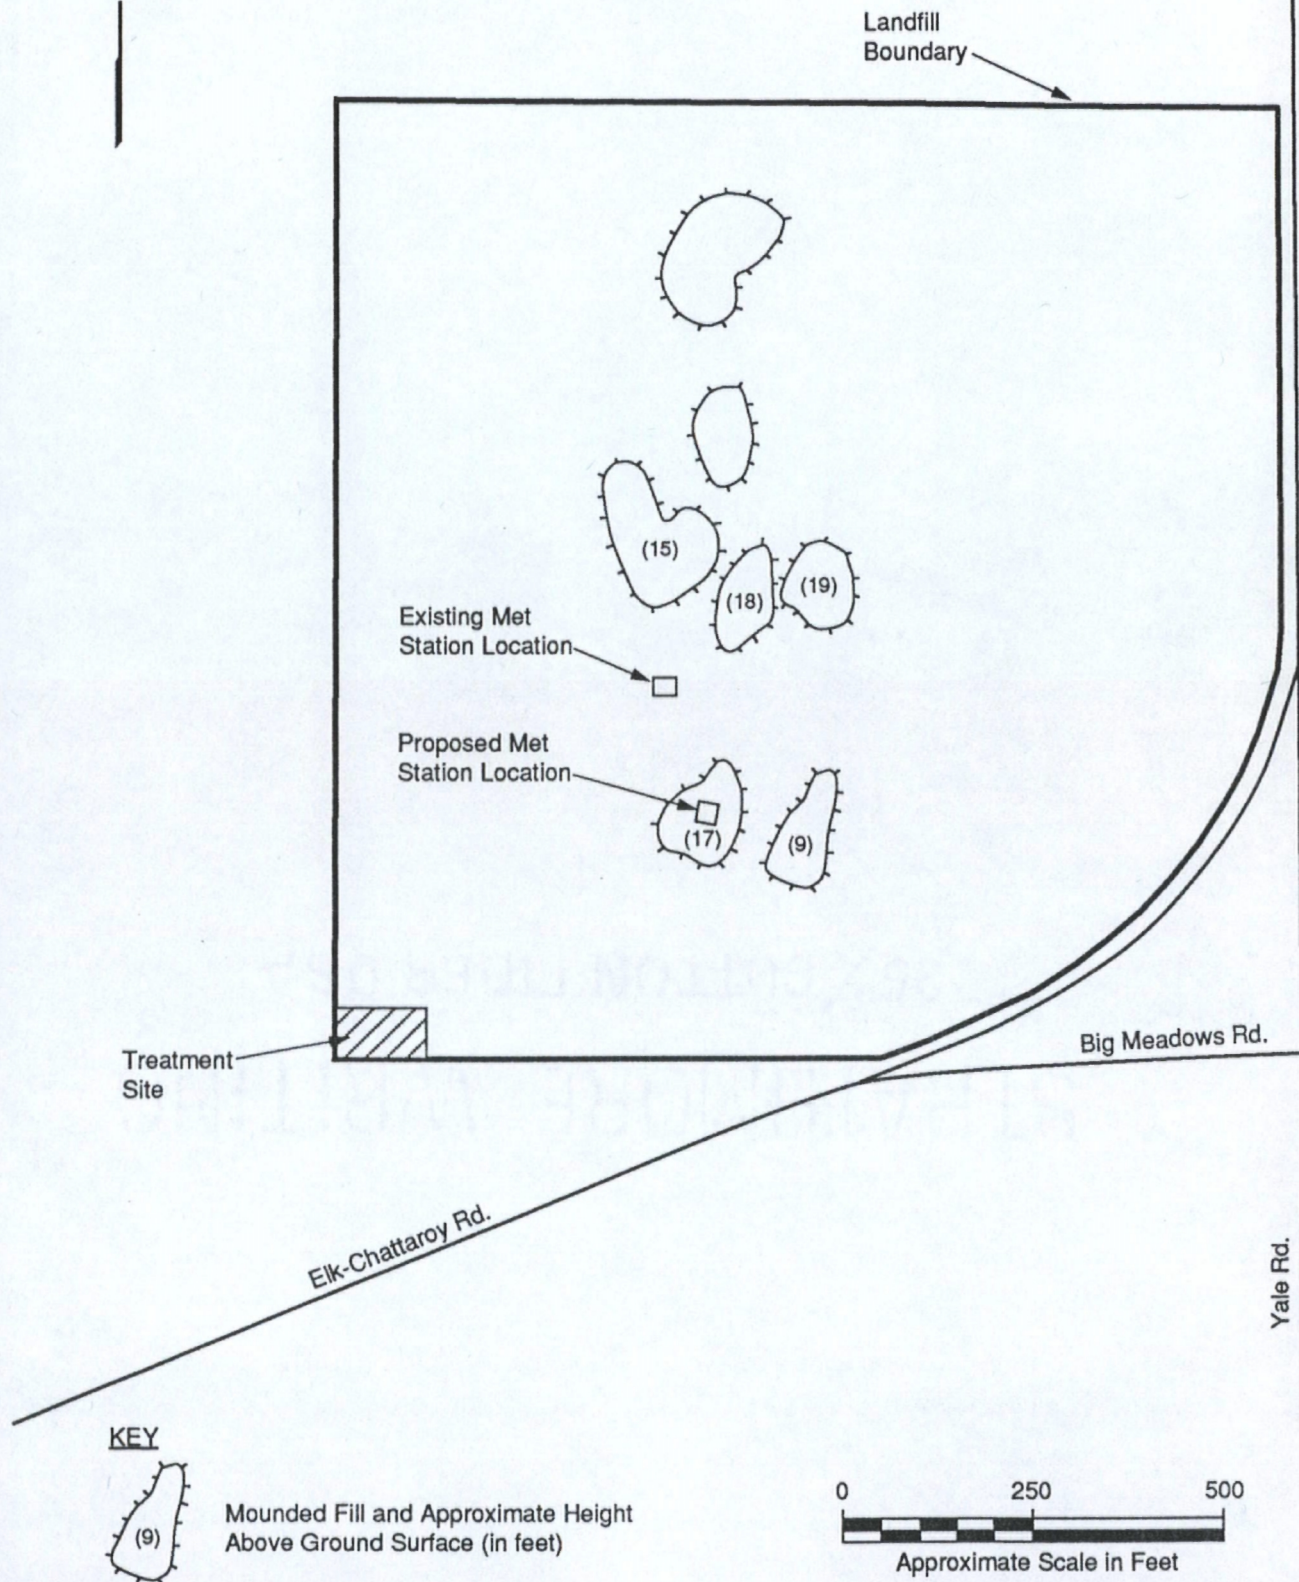 Landfill
Boundary
(15)
(18)
(19)
Existing Met
Station Location
Proposed Met
Station Location
(17)
(9)
Treatment
Site
Big Meadows Rd.
Elk-Chattaroy Rd.
Yale Rd.
KEY
(9)
Mounded Fill and Approximate Height
Above Ground Surface (in feet)
0 250 500
Approximate Scale in Feet